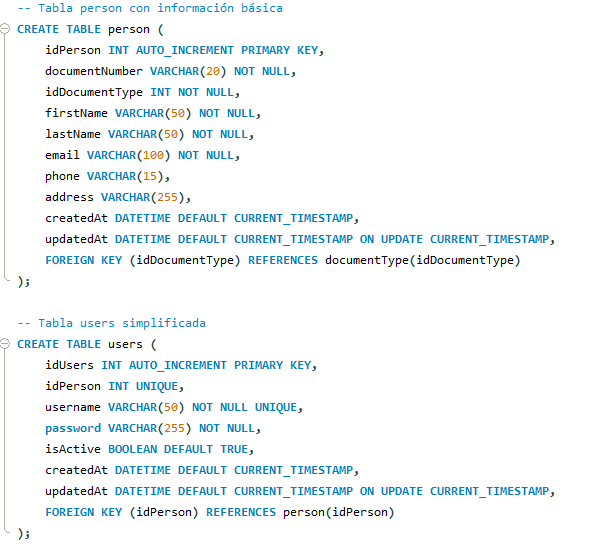 -- Tabla person con información básica
CREATE TABLE person (
idPerson INT AUTO_INCREMENT PRIMARY KEY,
documentNumber VARCHAR(20) NOT NULL,
idDocumentType INT NOT NULL,
firstName VARCHAR(50) NOT NULL,
lastName VARCHAR(50) NOT NULL,
email VARCHAR(100) NOT NULL,
phone VARCHAR(15),
address VARCHAR(255),
createdAt DATETIME DEFAULT CURRENT_TIMESTAMP,
updatedAt DATETIME DEFAULT CURRENT_TIMESTAMP ON UPDATE CURRENT_TIMESTAMP,
FOREIGN KEY (idDocumentType) REFERENCES documentType(idDocumentType)
);
-- Tabla users simplificada
CREATE TABLE users (
idUsers INT AUTO_INCREMENT PRIMARY KEY,
idPerson INT UNIQUE,
username VARCHAR(50) NOT NULL UNIQUE,
password VARCHAR(255) NOT NULL,
isActive BOOLEAN DEFAULT TRUE,
createdAt DATETIME DEFAULT CURRENT_TIMESTAMP,
updatedAt DATETIME DEFAULT CURRENT_TIMESTAMP ON UPDATE CURRENT_TIMESTAMP,
FOREIGN KEY (idPerson) REFERENCES person(idPerson)
);